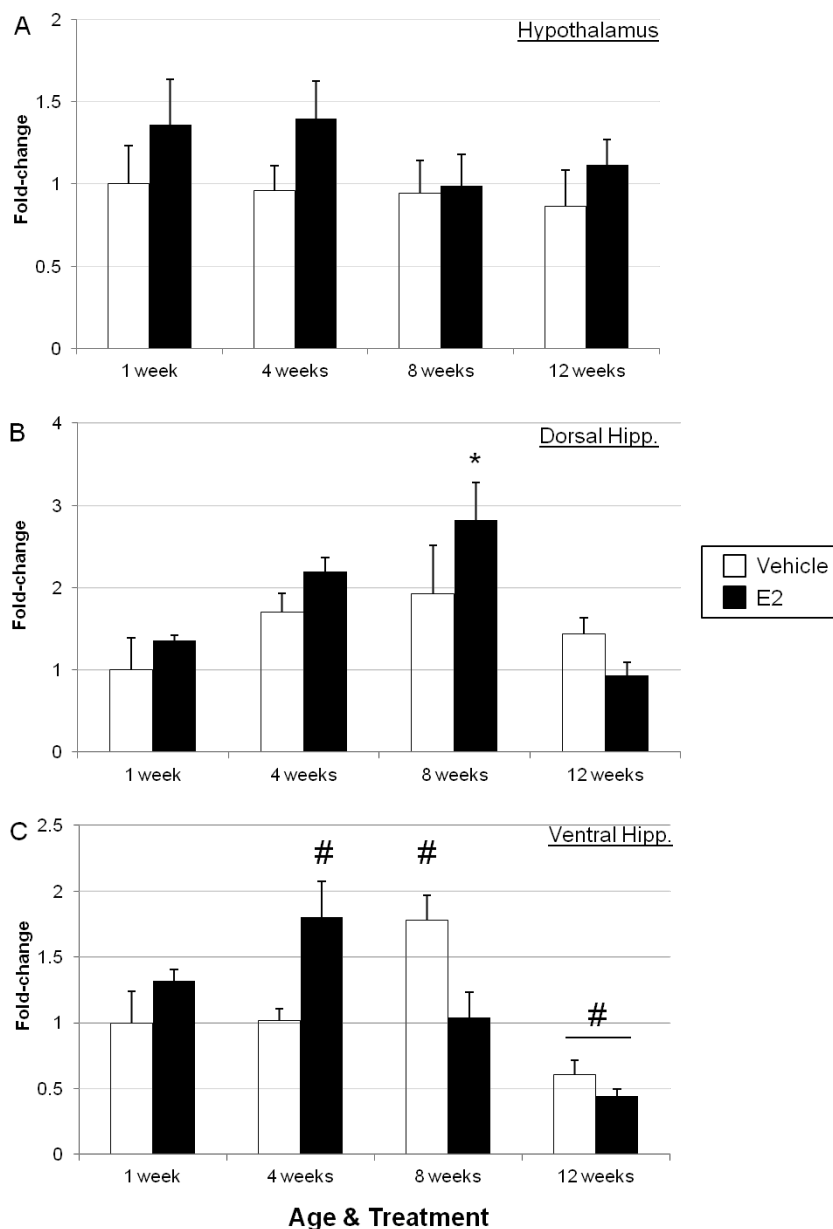 A
Hypothalamus
Fold-change
2
1.5
1
0.5
0
1 week
4 weeks
8 weeks
12 weeks
B
Dorsal Hipp.
Fold-change
4
3
2
1
0
*
1 week
4 weeks
8 weeks
12 weeks
Vehicle
E2
C
Ventral Hipp.
Fold-change
2.5
2
1.5
1
0.5
0
#
#
#
1 week
4 weeks
8 weeks
12 weeks
Age & Treatment